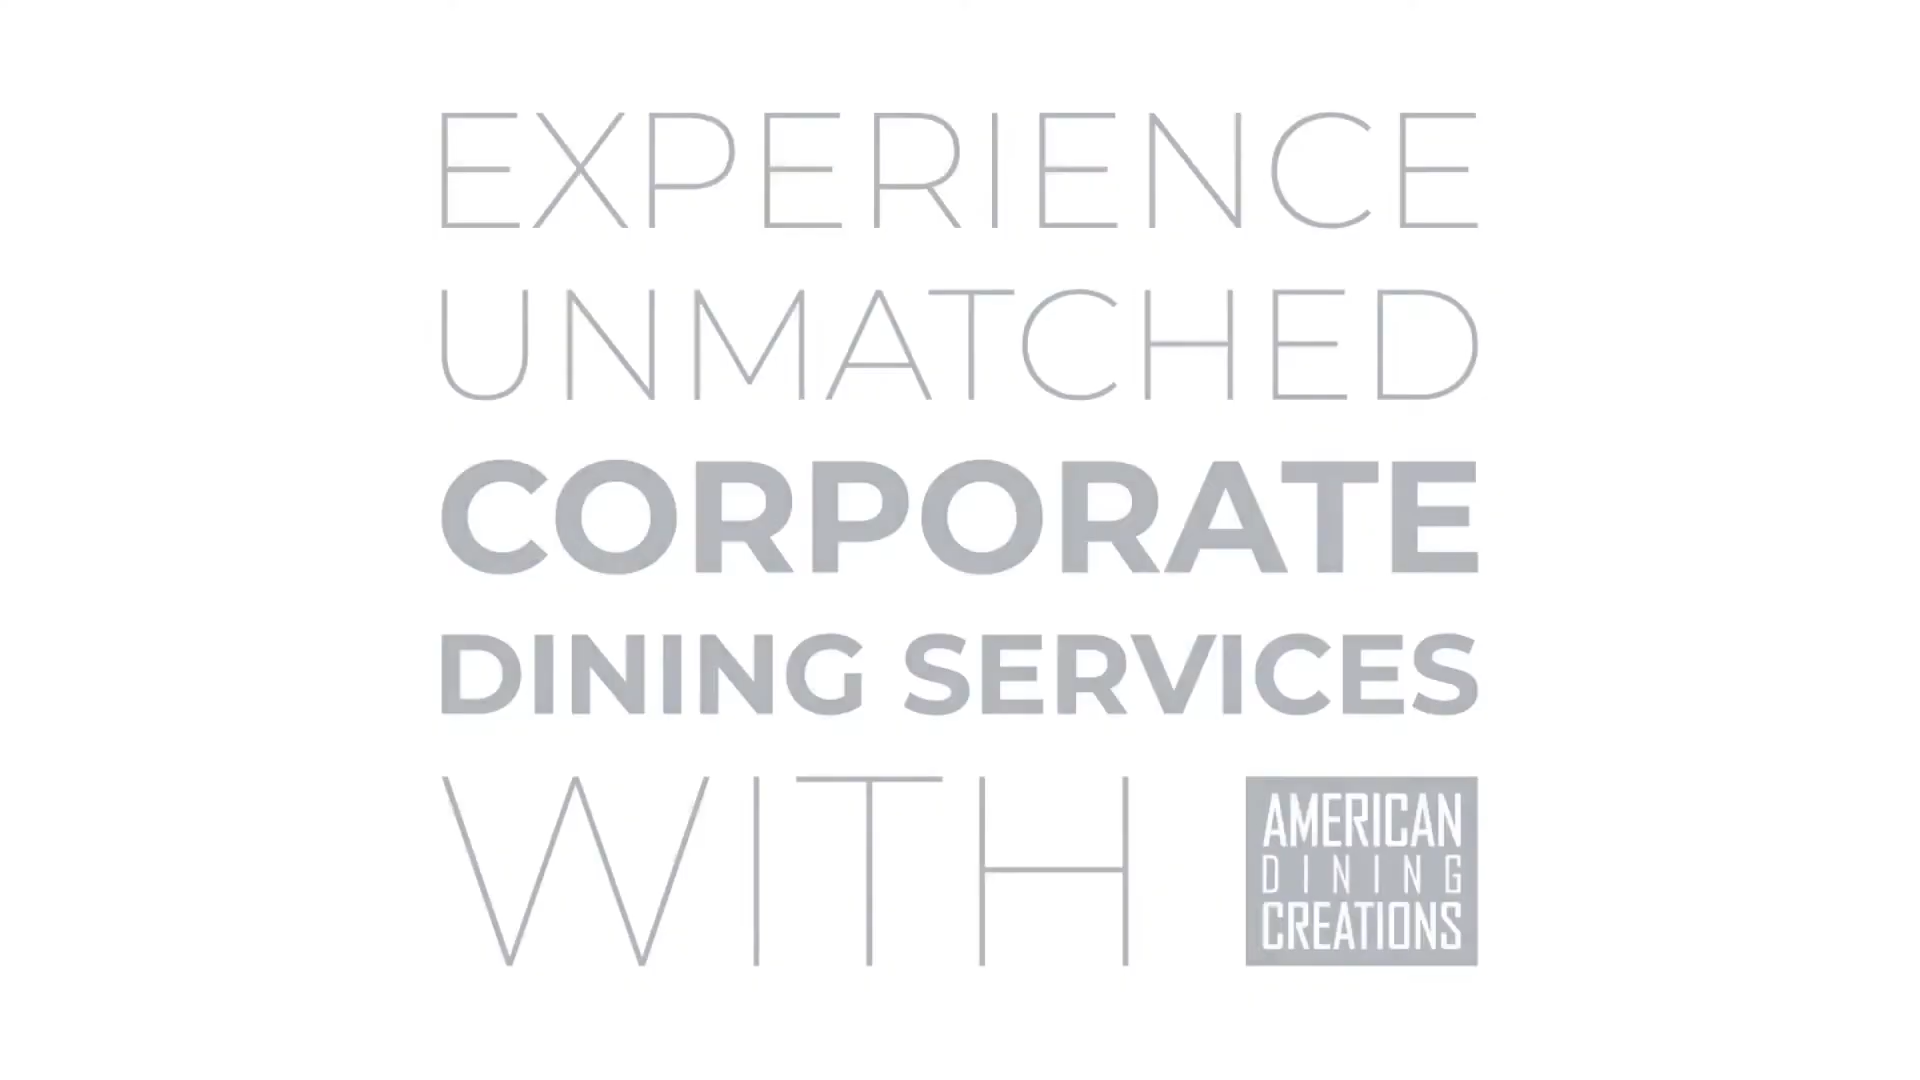 EXPERIENCE
UNMATCHED
CORPORATE
DINING SERVICES
WITH
AMERICAN
DINING
CREATIONS